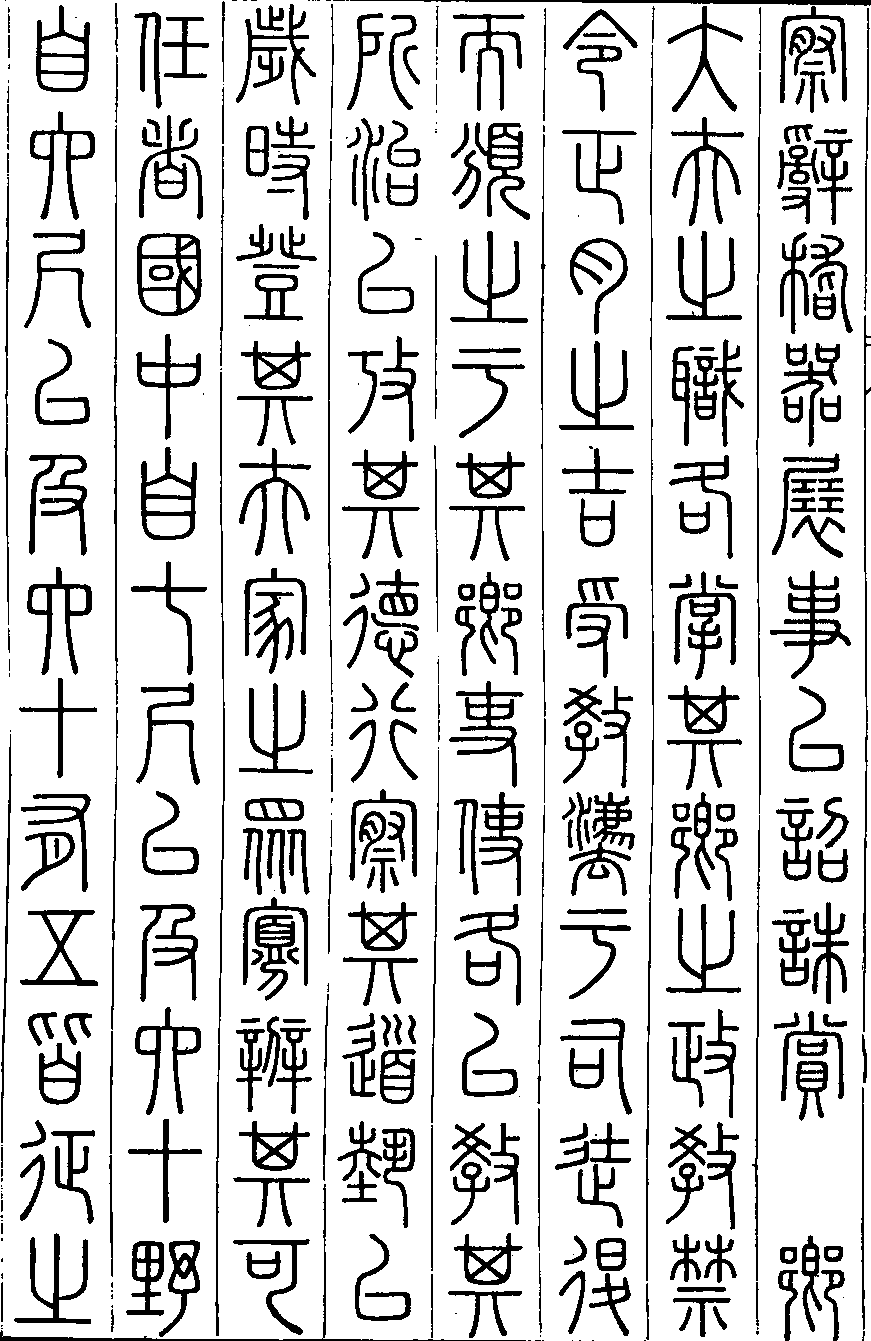 察辭稽器展事以詔誅賞　鄉
大夫之職各掌其鄉之政教禁
令正月之吉受教灋于司徒退
而頒之于其鄉吏使各以教其
所治以攷其德行察其道藝以
歲時登其夫家之眾寡辨其可
任者國中自七尺以及六十野
自六尺以及六十有五皆征之